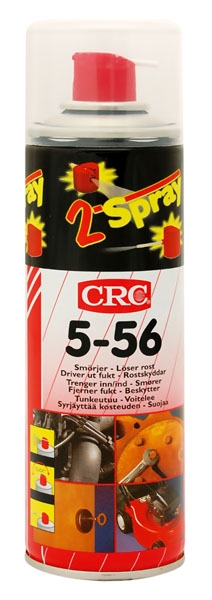 2-Spray
Spray
CRC
5-56
Smörjer - Löser rost
Driver ut fukt - Rostskyddar
Trenger inn/ind - Smører
Fjerner fukt - Beskytter
Tunkeutuu - Voitelee
Syrjäyttää kosteuden - Suojaa